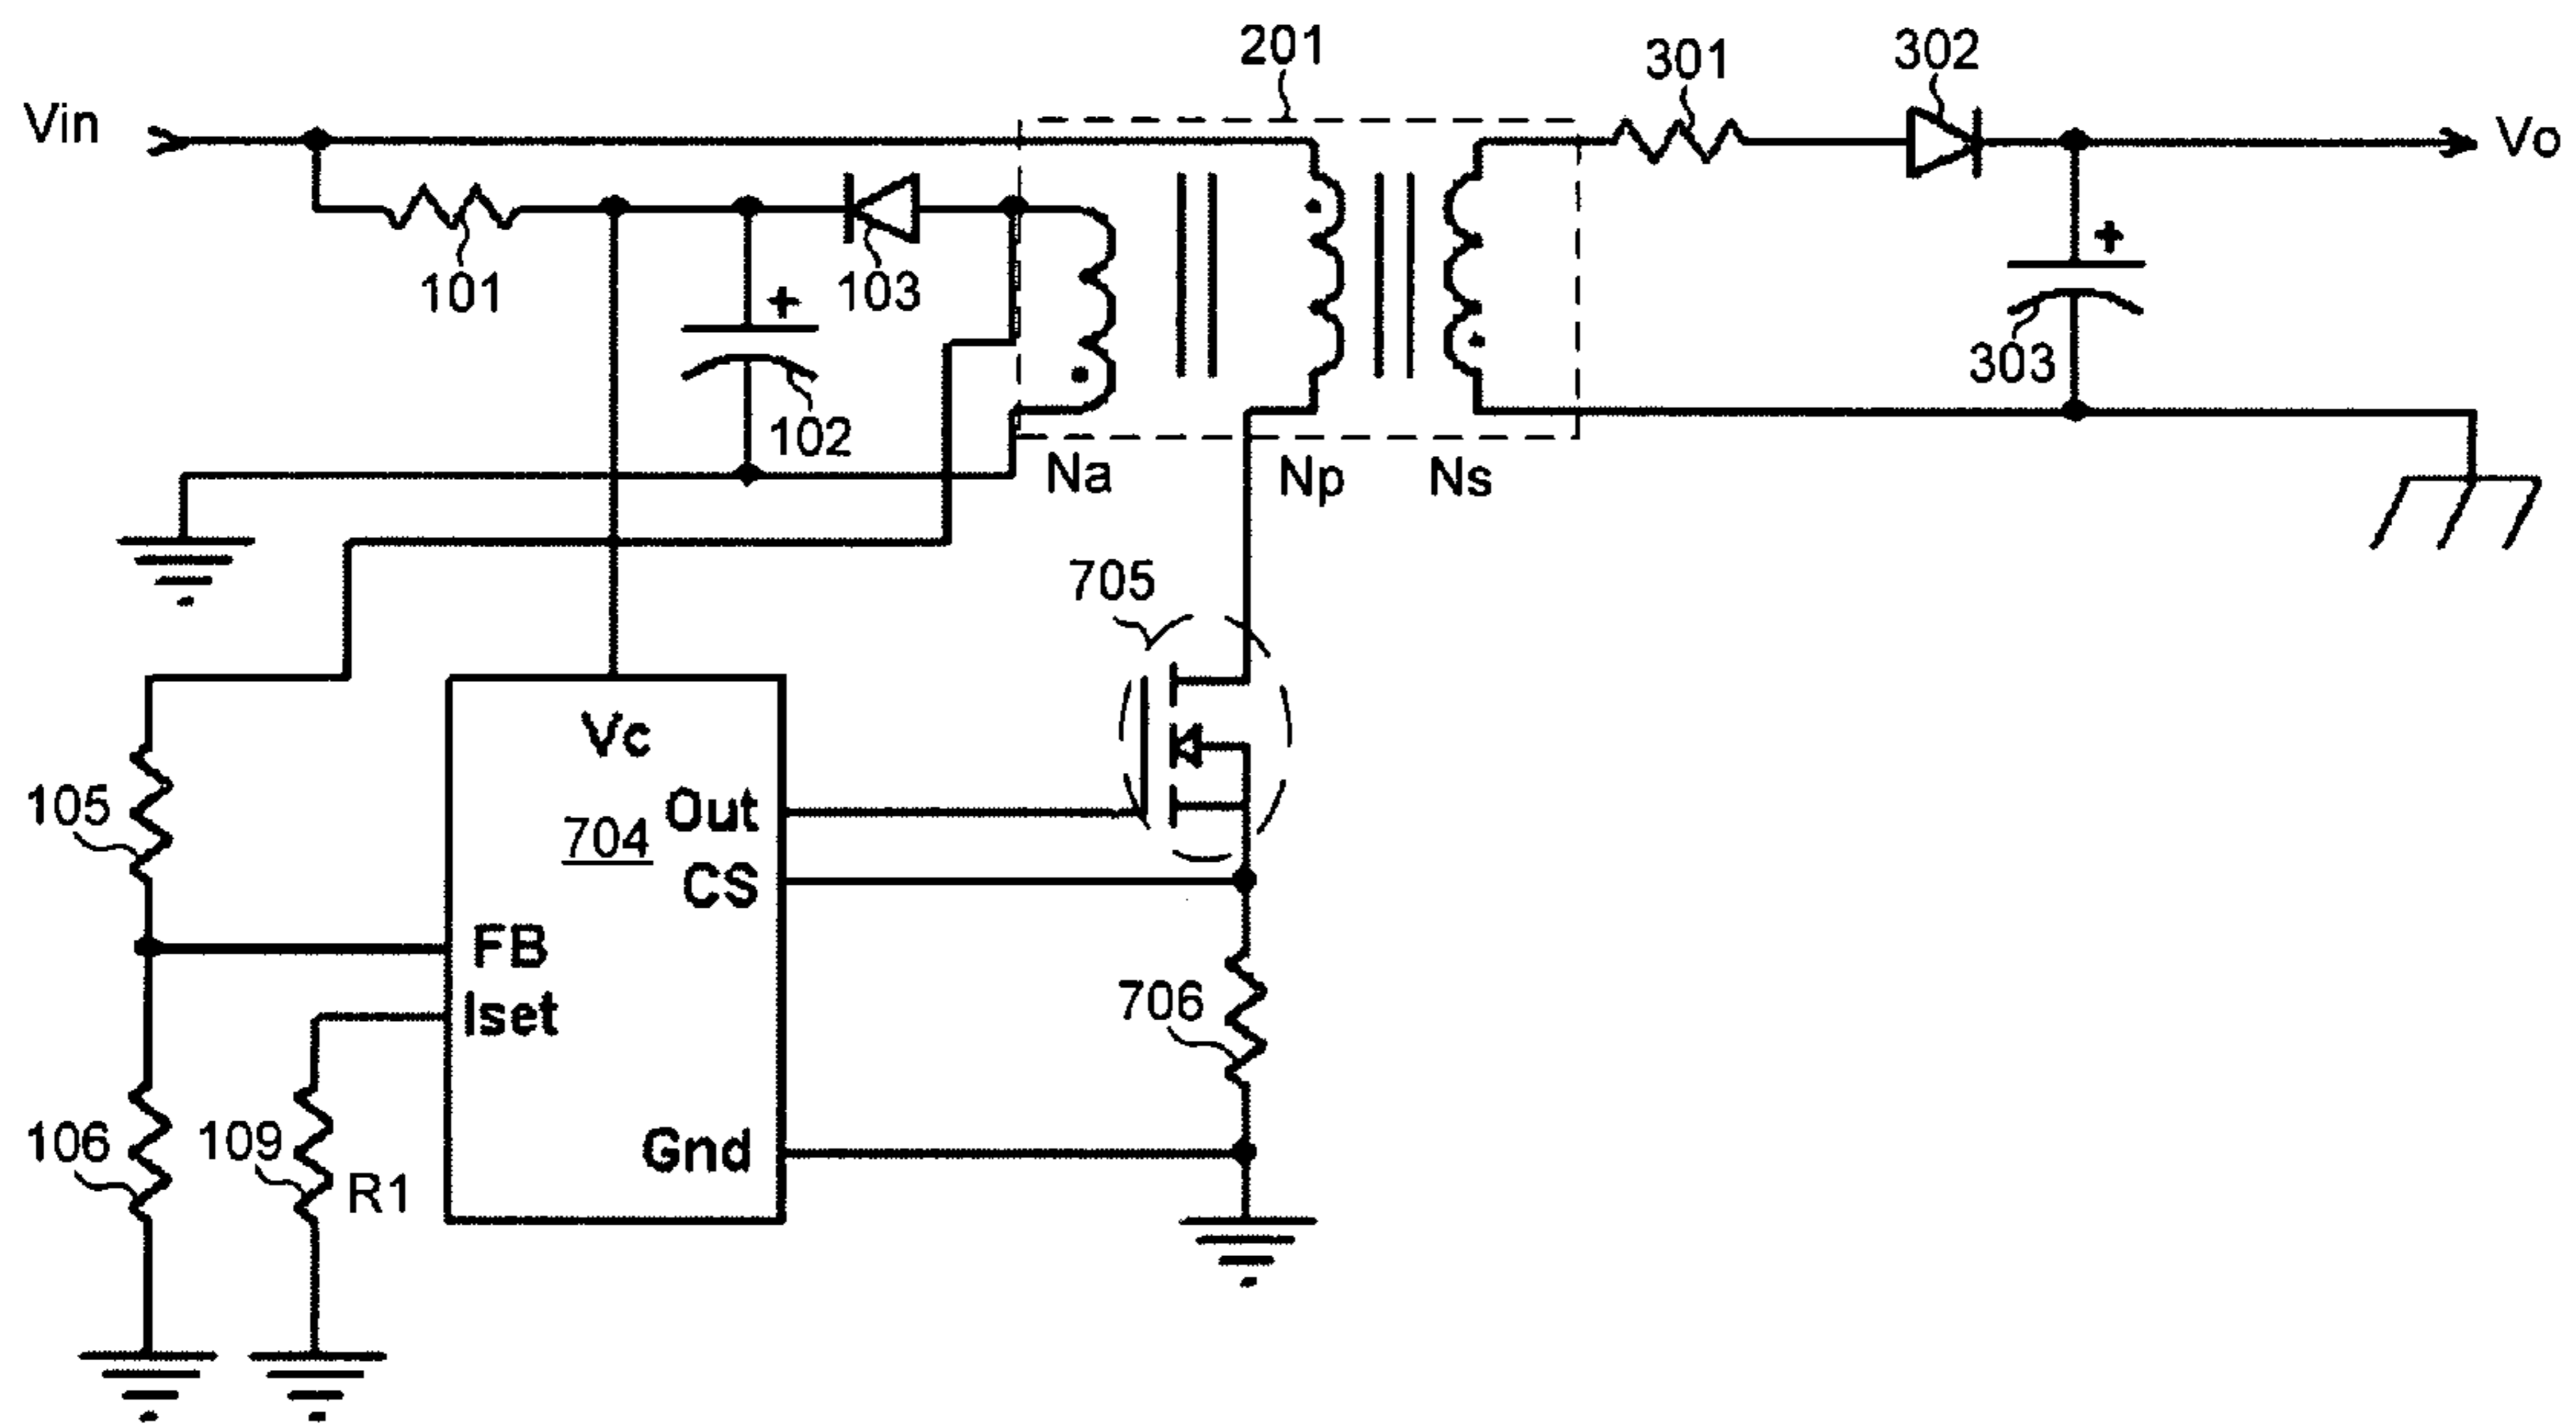 201
301
302
Vin
Vo
101
103
+
+
303
102
Na
Np
Ns
705
Vc
105
Out
704
CS
FB
Iset
706
106
109
R1
Gnd